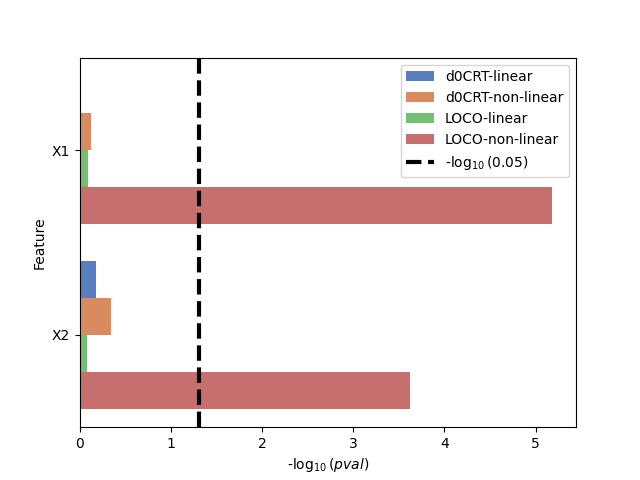 d0CRT-linear
d0CRT-non-linear
LOCO-linear
LOCO-non-linear
-log₁₀(0.05)
X1
X2
Feature
0 1 2 3 4 5
-log₁₀(pval)